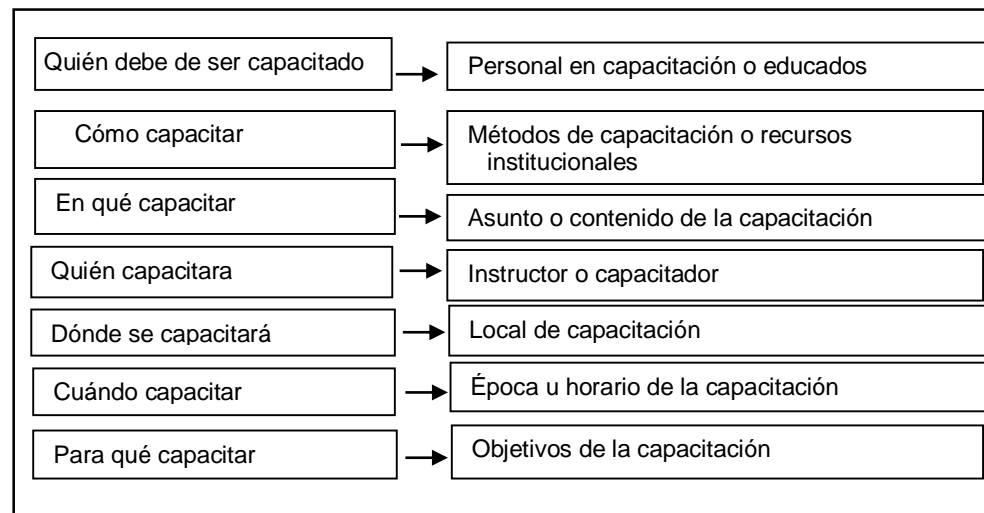 Quién debe de ser capacitado
Personal en capacitación o educados
Cómo capacitar
Métodos de capacitación o recursos
institucionales
En qué capacitar
Asunto o contenido de la capacitación
Quién capacitara
Instructor o capacitador
Dónde se capacitará
Local de capacitación
Cuándo capacitar
Época u horario de la capacitación
Para qué capacitar
Objetivos de la capacitación